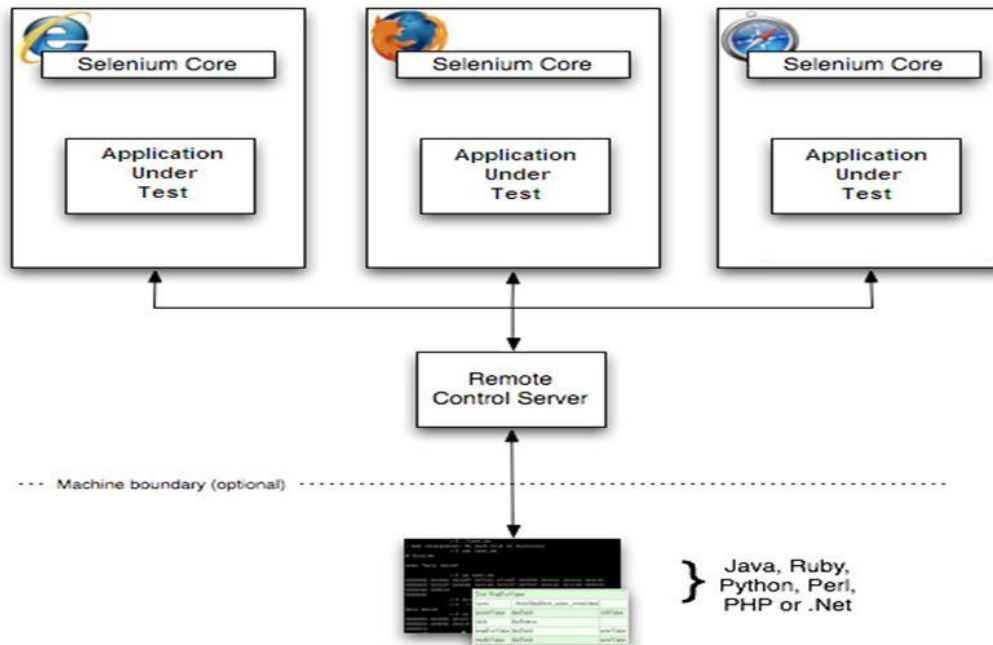 Selenium Core
Application
Under
Test
Selenium Core
Application
Under
Test
Selenium Core
Application
Under
Test
Remote
Control Server
Machine boundary (optional)
Java, Ruby,
Python, Perl,
PHP or .Net